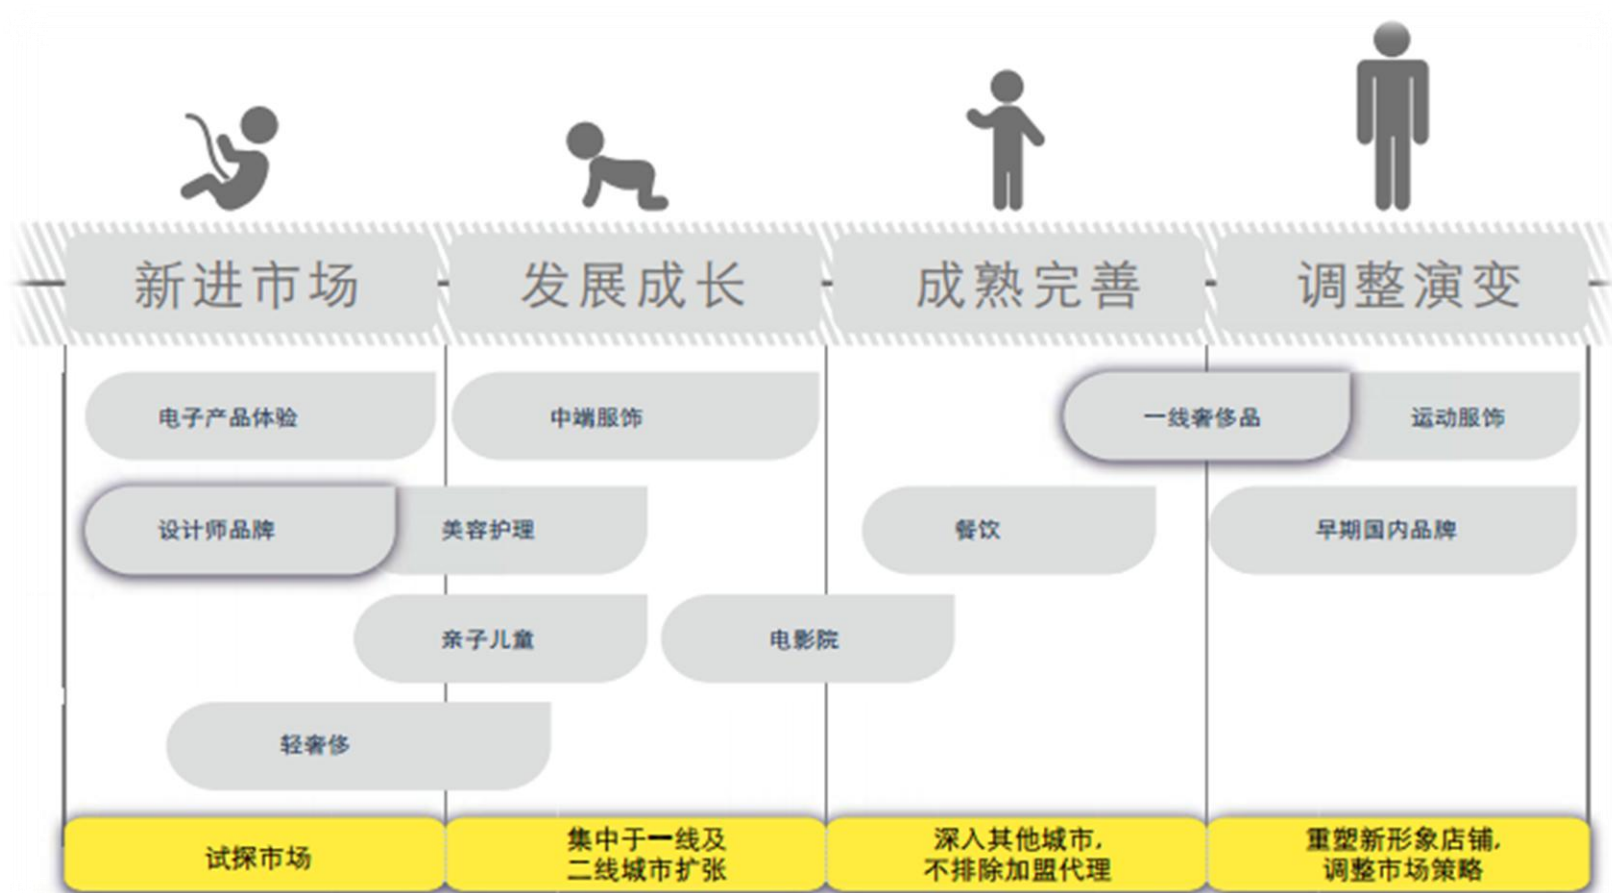 新进市场
发展成长
成熟完善
调整演变
电子产品体验
中端服饰
一线奢侈品
运动服饰
设计师品牌
美容护理
餐饮
早期国内品牌
亲子儿童
电影院
轻奢侈
试探市场
集中于一线及
二线城市扩张
深入其他城市,
不排除加盟代理
重塑新形象店铺,
调整市场策略